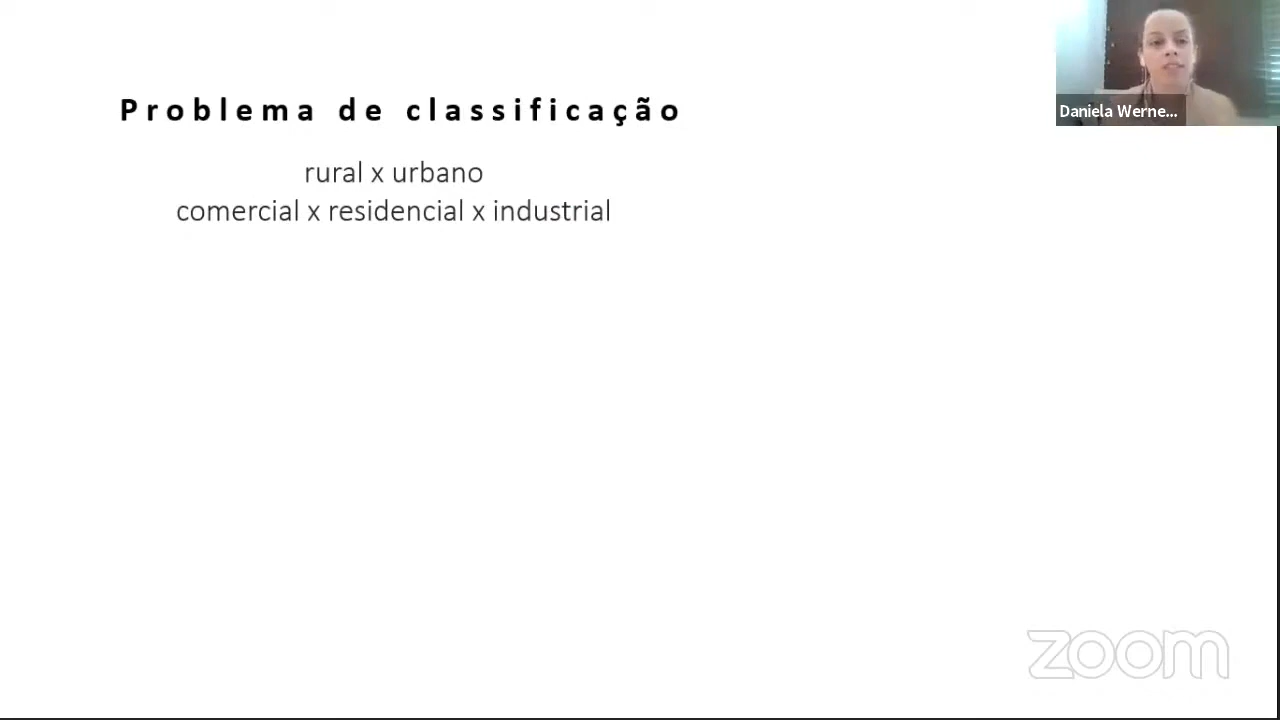 Problema de classificação
rural x urbano
comercial x residencial x industrial
Daniela Werne...
zoom